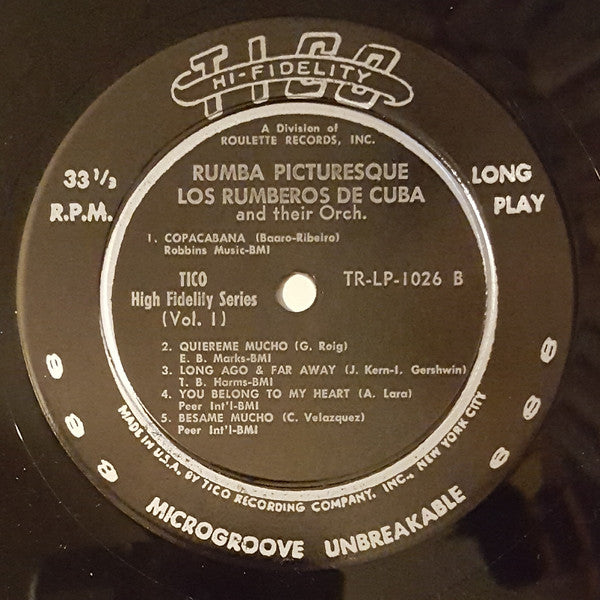 TICO
HI-FIDELITY
A Division of
ROULETTE RECORDS, INC.
33 1/3
R.P.M.
LONG
PLAY
RUMBA PICTURESQUE
LOS RUMBEROS DE CUBA
and their Orch.
1. COPACABANA (Baaro-Ribeiro)
Robbins Music-BMI
TICO
High Fidelily Series
(Vol. 1)
TR-LP-1026 B
2. QUIEREME MUCHO (G. Roig)
E. B. Marks-BMI
3. LONG AGO & FAR AWAY (J. Kern-I. Gershwin)
T. B. Harms-BMI
4. YOU BELONG TO MY HEART (A. Lara)
Peer Int'l-BMI
5. BESAME MUCHO (C. Velazquez)
Peer Int'l-BMI
MADE IN U.S.A. BY TICO RECORDING COMPANY, INC., NEW YORK CITY
MICROGROOVE UNBREAKABLE